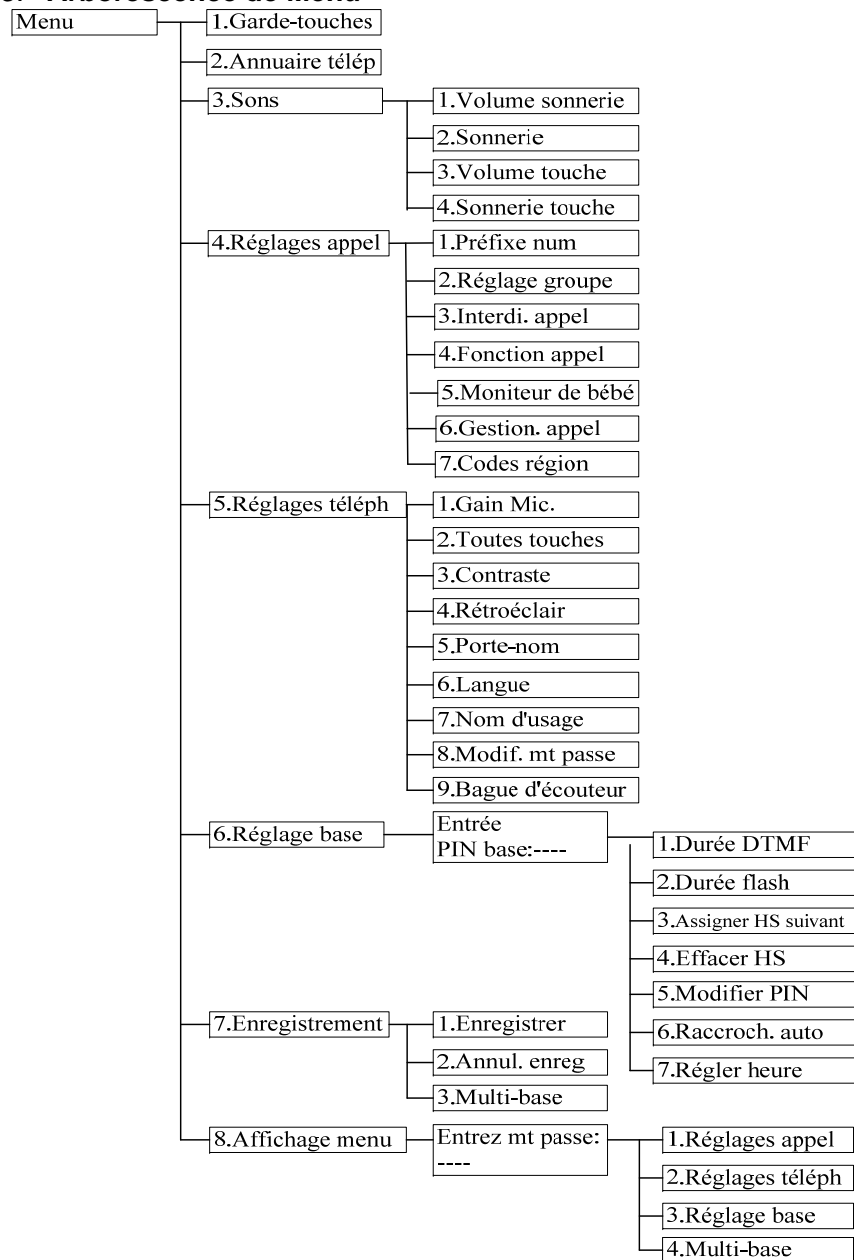 Arborescence de Menu
Menu
1.Garde-touches
2.Annuaire télép
3.Sons
1.Volume sonnerie
2.Sonnerie
3.Volume touche
4.Sonnerie touche
4.Réglages appel
1.Préfixe num
2.Réglage groupe
3.Interdi. appel
4.Fonction appel
5.Moniteur de bébé
6.Gestion. appel
7.Codes région
5.Réglages téléph
1.Gain Mic.
2.Toutes touches
3.Contraste
4.Rétroéclair
5.Porte-nom
6.Langue
7.Nom d'usage
8.Modif. mt passe
9.Bague d'écouteur
6.Réglage base
Entrée
PIN base:----
1.Durée DTMF
2.Durée flash
3.Assigner HS suivant
4.Effacer HS
5.Modifier PIN
6.Raccroch. auto
7.Régler heure
7.Enregistrement
1.Enregistrer
2.Annul. enreg
3.Multi-base
8.Affichage menu
Entrez mt passe:
----
1.Réglages appel
2.Réglages téléph
3.Réglage base
4.Multi-base